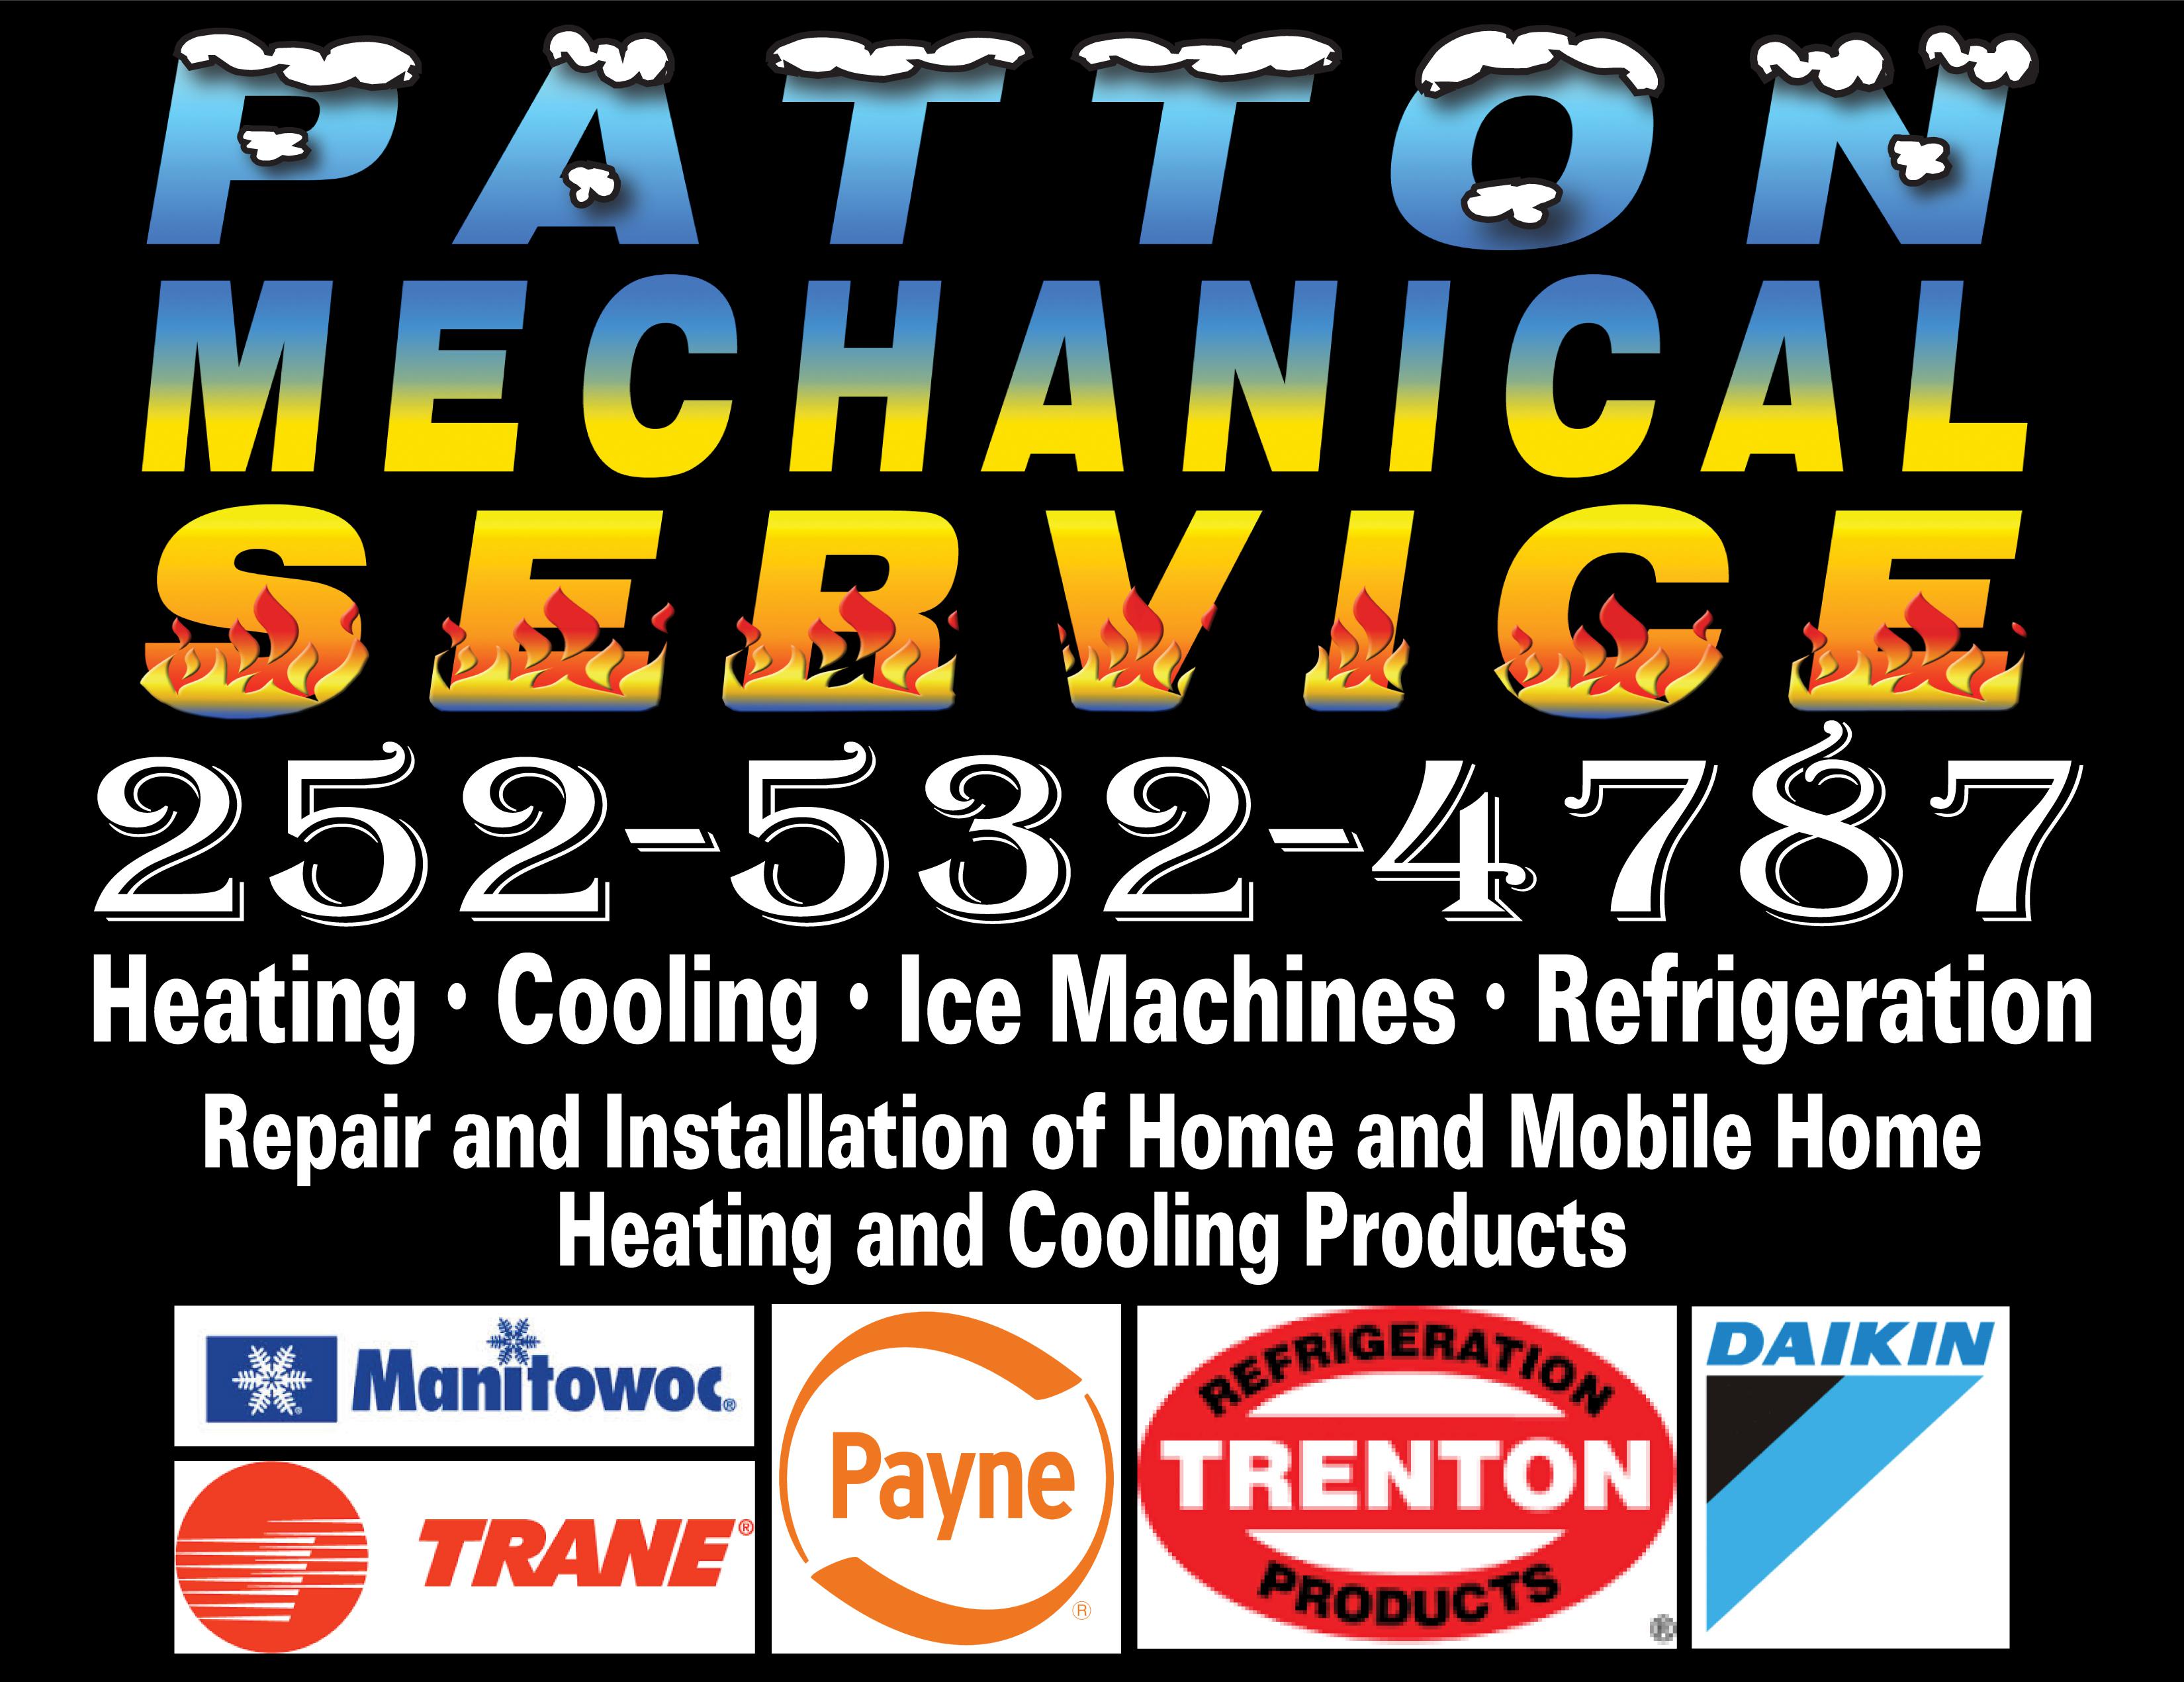 PATTON
MECHANICAL
SERVICE
252-532-4787
Heating · Cooling · Ice Machines · Refrigeration
Repair and Installation of Home and Mobile Home
Heating and Cooling Products
Manitowoc®
TRANE®
Payne
®
REFRIGERATION
TRENTON
PRODUCTS
®
DAIKIN